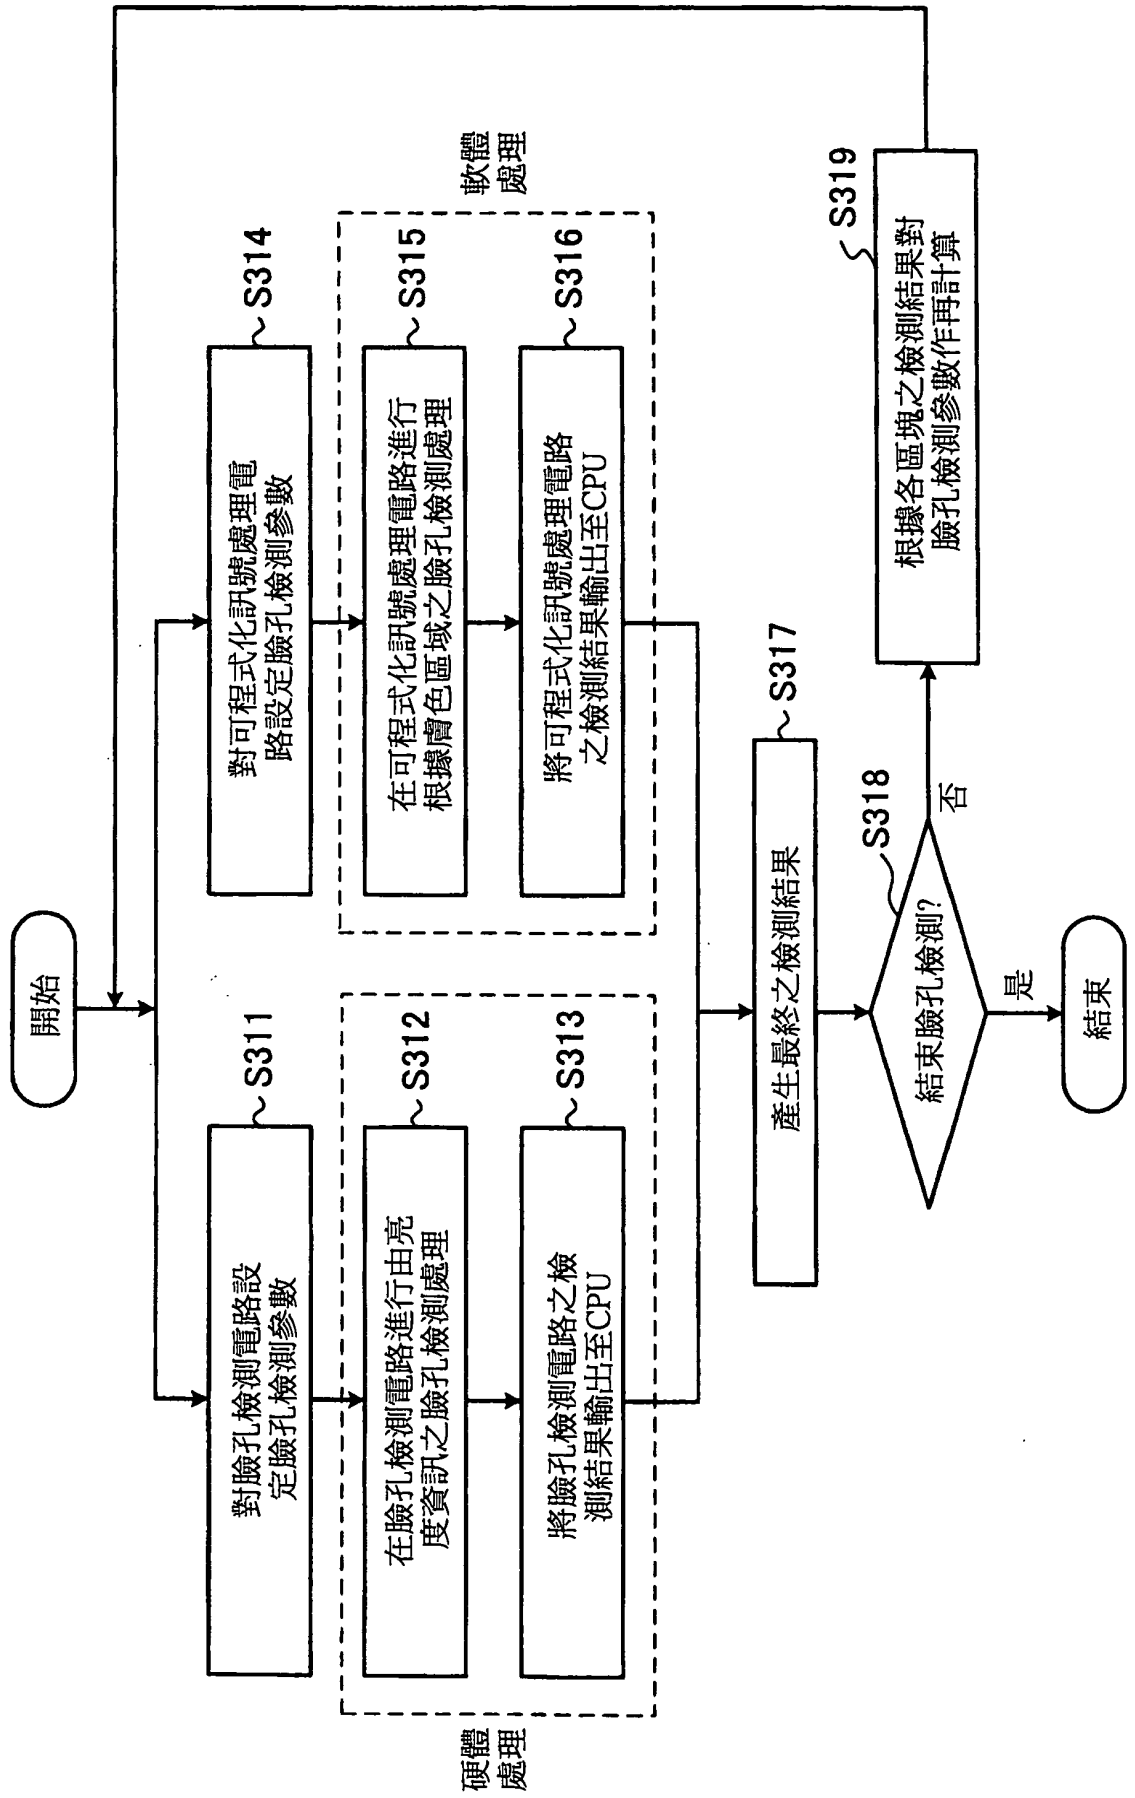 開始
S311
對臉孔檢測電路設
定臉孔檢測參數
S314
對可程式化訊號處理電
路設定臉孔檢測參數
硬體
處理
S312
在臉孔檢測電路進行由亮
度資訊之臉孔檢測處理
S313
將臉孔檢測電路之檢
測結果輸出至CPU
軟體
處理
S315
在可程式化訊號處理電路進行
根據膚色區域之臉孔檢測處理
S316
將可程式化訊號處理電路
之檢測結果輸出至CPU
S317
產生最終之檢測結果
S318
結束臉孔檢測?
否
是
S319
根據各區塊之檢測結果對
臉孔檢測參數作再計算
結束